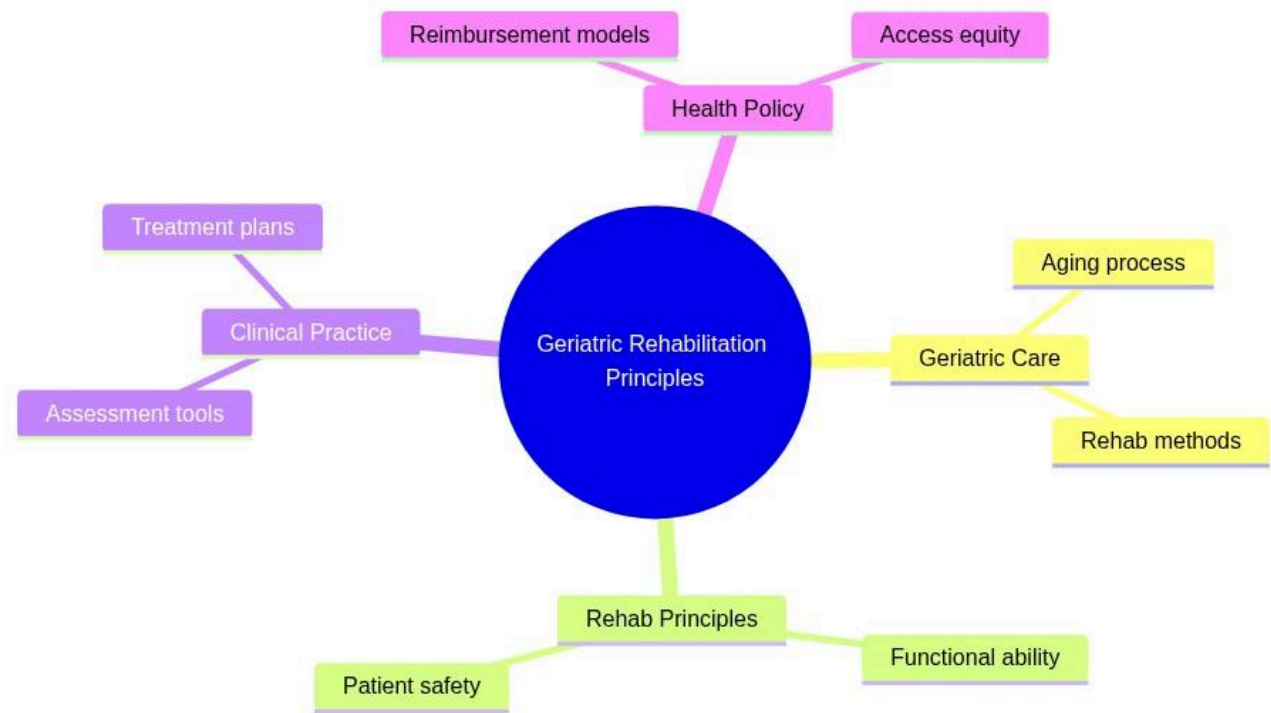 Reimbursement models
Access equity
Health Policy
Treatment plans
Aging process
Clinical Practice
Geriatric Rehabilitation
Principles
Geriatric Care
Assessment tools
Rehab methods
Rehab Principles
Functional ability
Patient safety